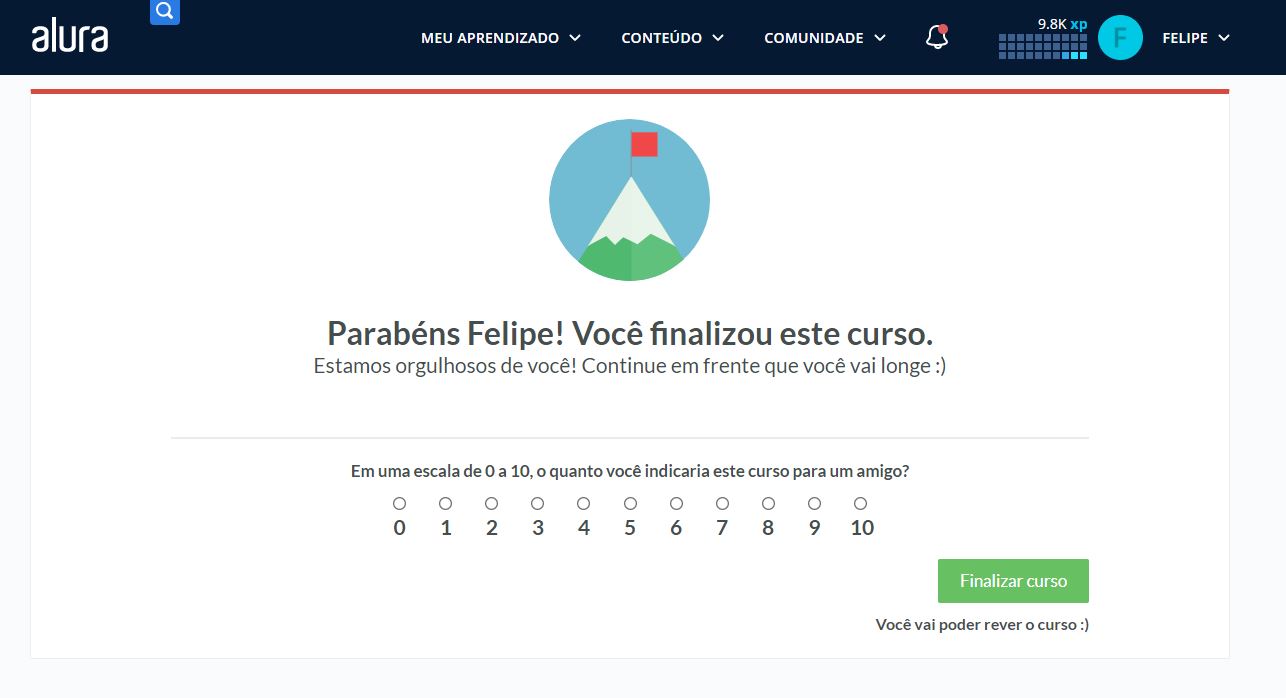 alura
MEU APRENDIZADO
CONTEÚDO
COMUNIDADE
9.8K xp
F
FELIPE
Parabéns Felipe! Você finalizou este curso.
Estamos orgulhosos de você! Continue em frente que você vai longe :)
Em uma escala de 0 a 10, o quanto você indicaria este curso para um amigo?
0 1 2 3 4 5 6 7 8 9 10
Finalizar curso
Você vai poder rever o curso :)